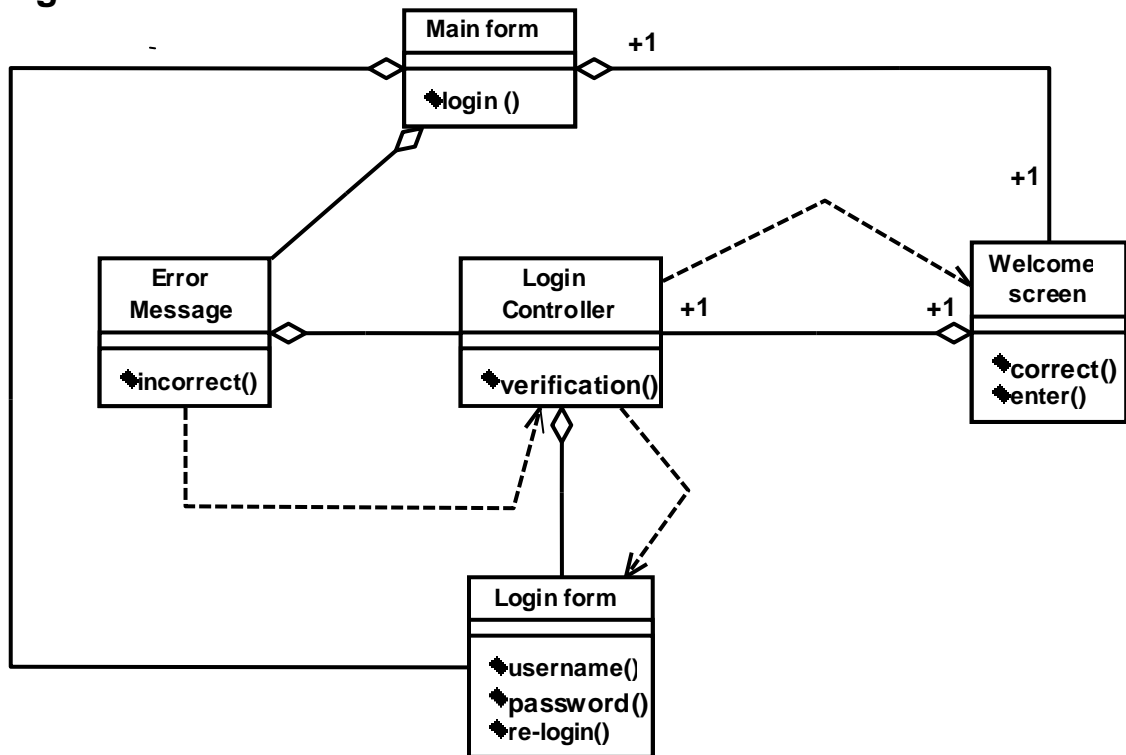 Main form
+1
login ()
+1
Error
Message
Login
Controller
Welcome
screen
+1
+1
incorrect()
verification()
correct()
enter()
Login form
username()
password()
re-login()